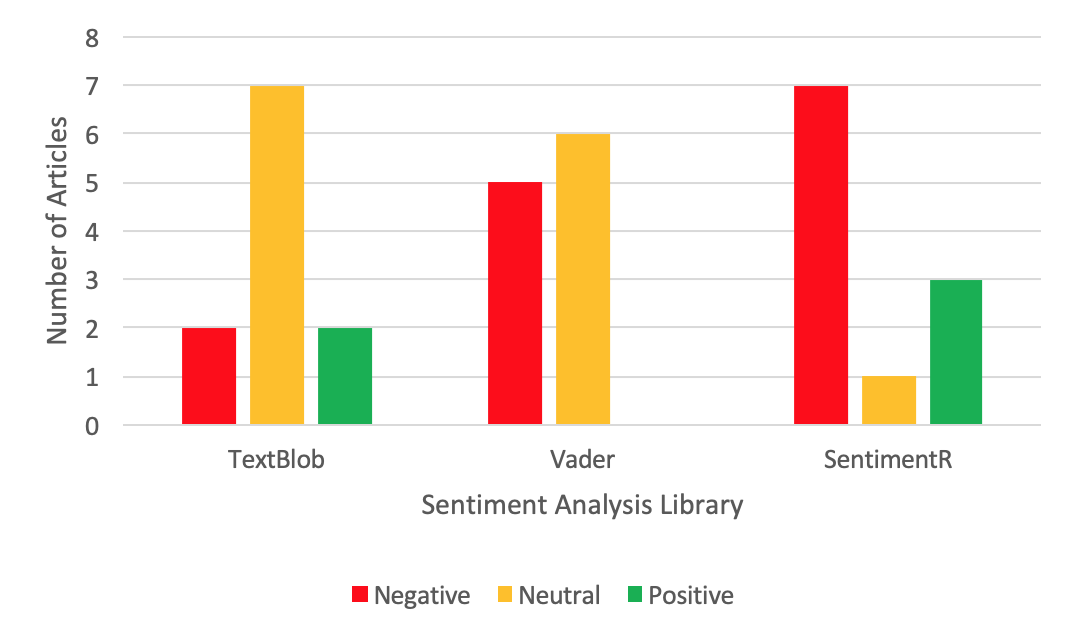 8
7
6
5
4
3
2
1
0
Number of Articles
TextBlob Vader SentimentR
Sentiment Analysis Library
Negative Neutral Positive